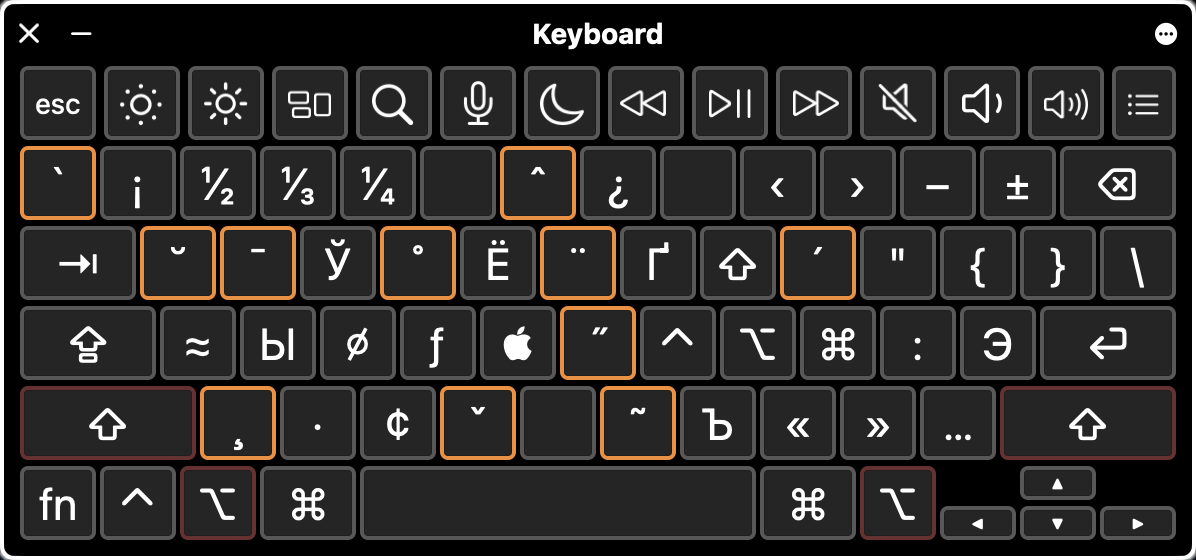 Keyboard
esc
` ¡ ½ ⅓ ¼ ˆ ¿ ‹ › – ±
⇥ ˘ ¯ Ў ˚ Ё ¨ Ґ ⇧ ´ " { } \
≈ Ы ∅ ƒ  ˝ ^ ⌥ ⌘ : Э
⇧ ¸ · ¢ ˇ ˜ Ъ « » … ⇧
fn ^ ⌥ ⌘ ⌘ ⌥